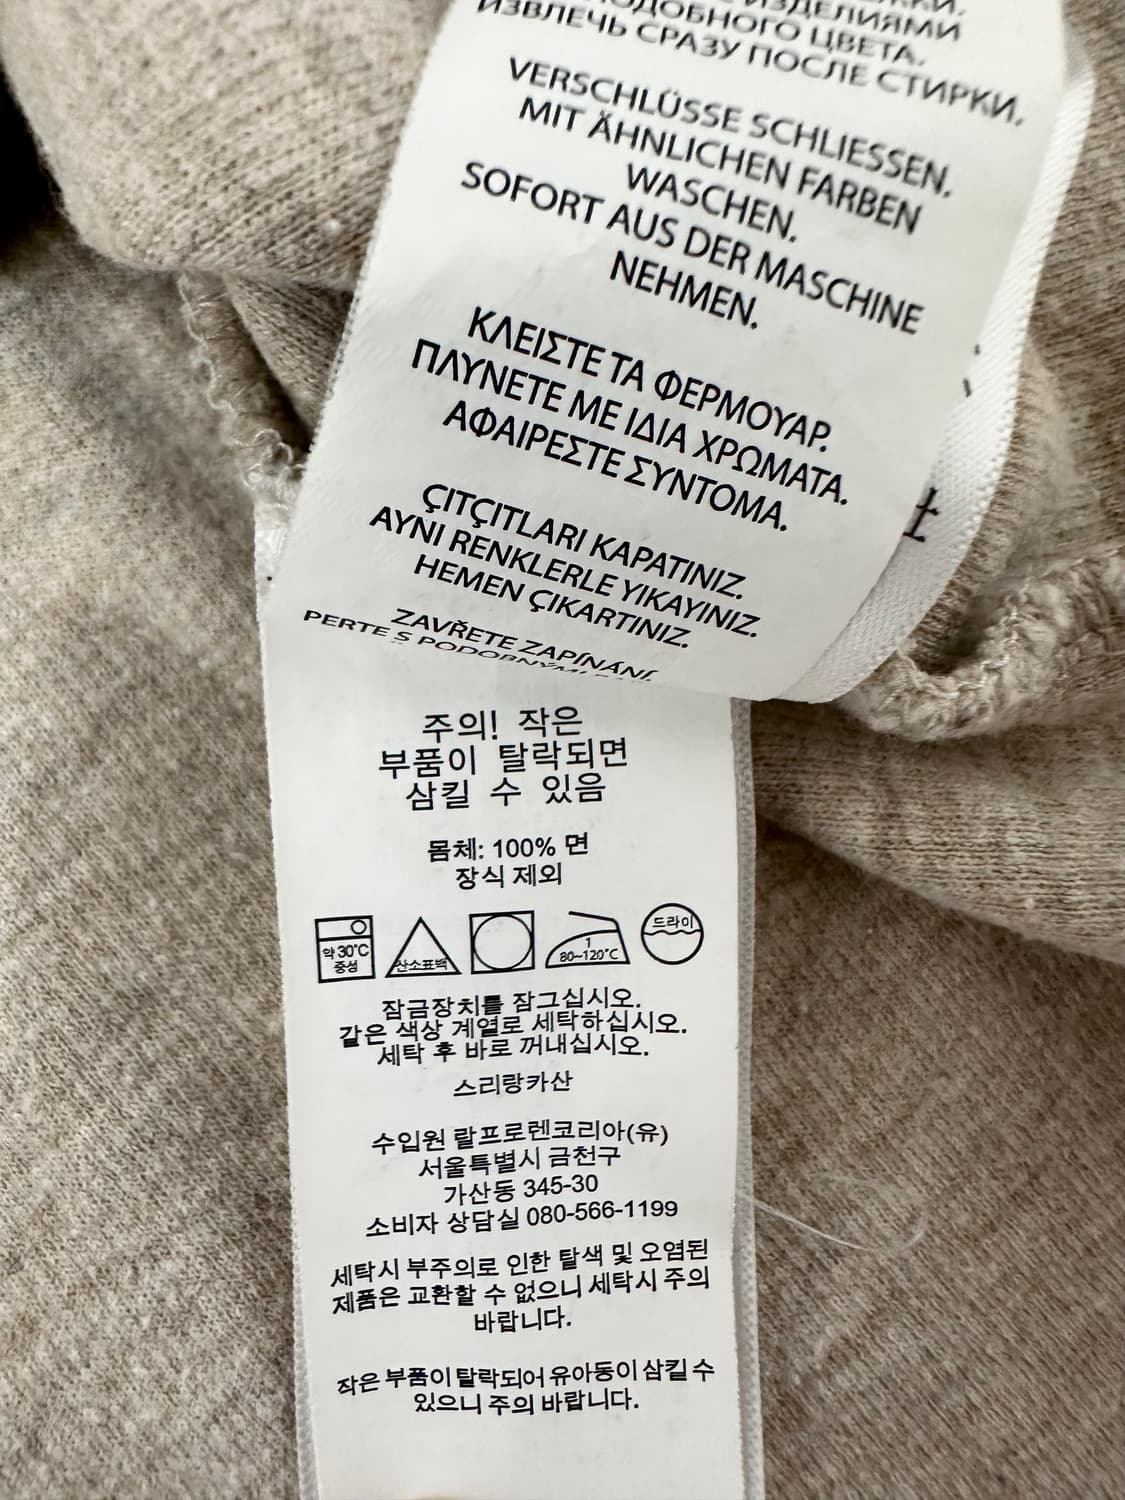 ИЗДЕЛИЯМИ
ПОДОБНОГО ЦВЕТА.
ИЗВЛЕЧЬ СРАЗУ ПОСЛЕ СТИРКИ.
VERSCHLÜSSE SCHLIESSEN.
MIT ÄHNLICHEN FARBEN
WASCHEN.
SOFORT AUS DER MASCHINE
NEHMEN.
ΚΛΕΙΣΤΕ ΤΑ ΦΕΡΜΟΥΑΡ.
ΠΛΥΝΕΤΕ ΜΕ ΙΔΙΑ ΧΡΩΜΑΤΑ.
ΑΦΑΙΡΕΣΤΕ ΣΥΝΤΟΜΑ.
ÇITÇITLARI KAPATINIZ.
AYNI RENKLERLE YIKAYINIZ.
HEMEN ÇIKARTINIZ.
ZAVŘETE ZAPÍNÁNÍ.
PERTE S PODOBNÝMI
주의! 작은
부품이 탈락되면
삼킬 수 있음
몸체: 100% 면
장식 제외
약 30°C
중성
산소표백
1
80~120°C
드라이
잠금장치를 잠그십시오.
같은 색상 계열로 세탁하십시오.
세탁 후 바로 꺼내십시오.
스리랑카산
수입원 랄프로렌코리아(유)
서울특별시 금천구
가산동 345-30
소비자 상담실 080-566-1199
세탁시 부주의로 인한 탈색 및 오염된
제품은 교환할 수 없으니 세탁시 주의
바랍니다.
작은 부품이 탈락되어 유아동이 삼킬 수
있으니 주의 바랍니다.